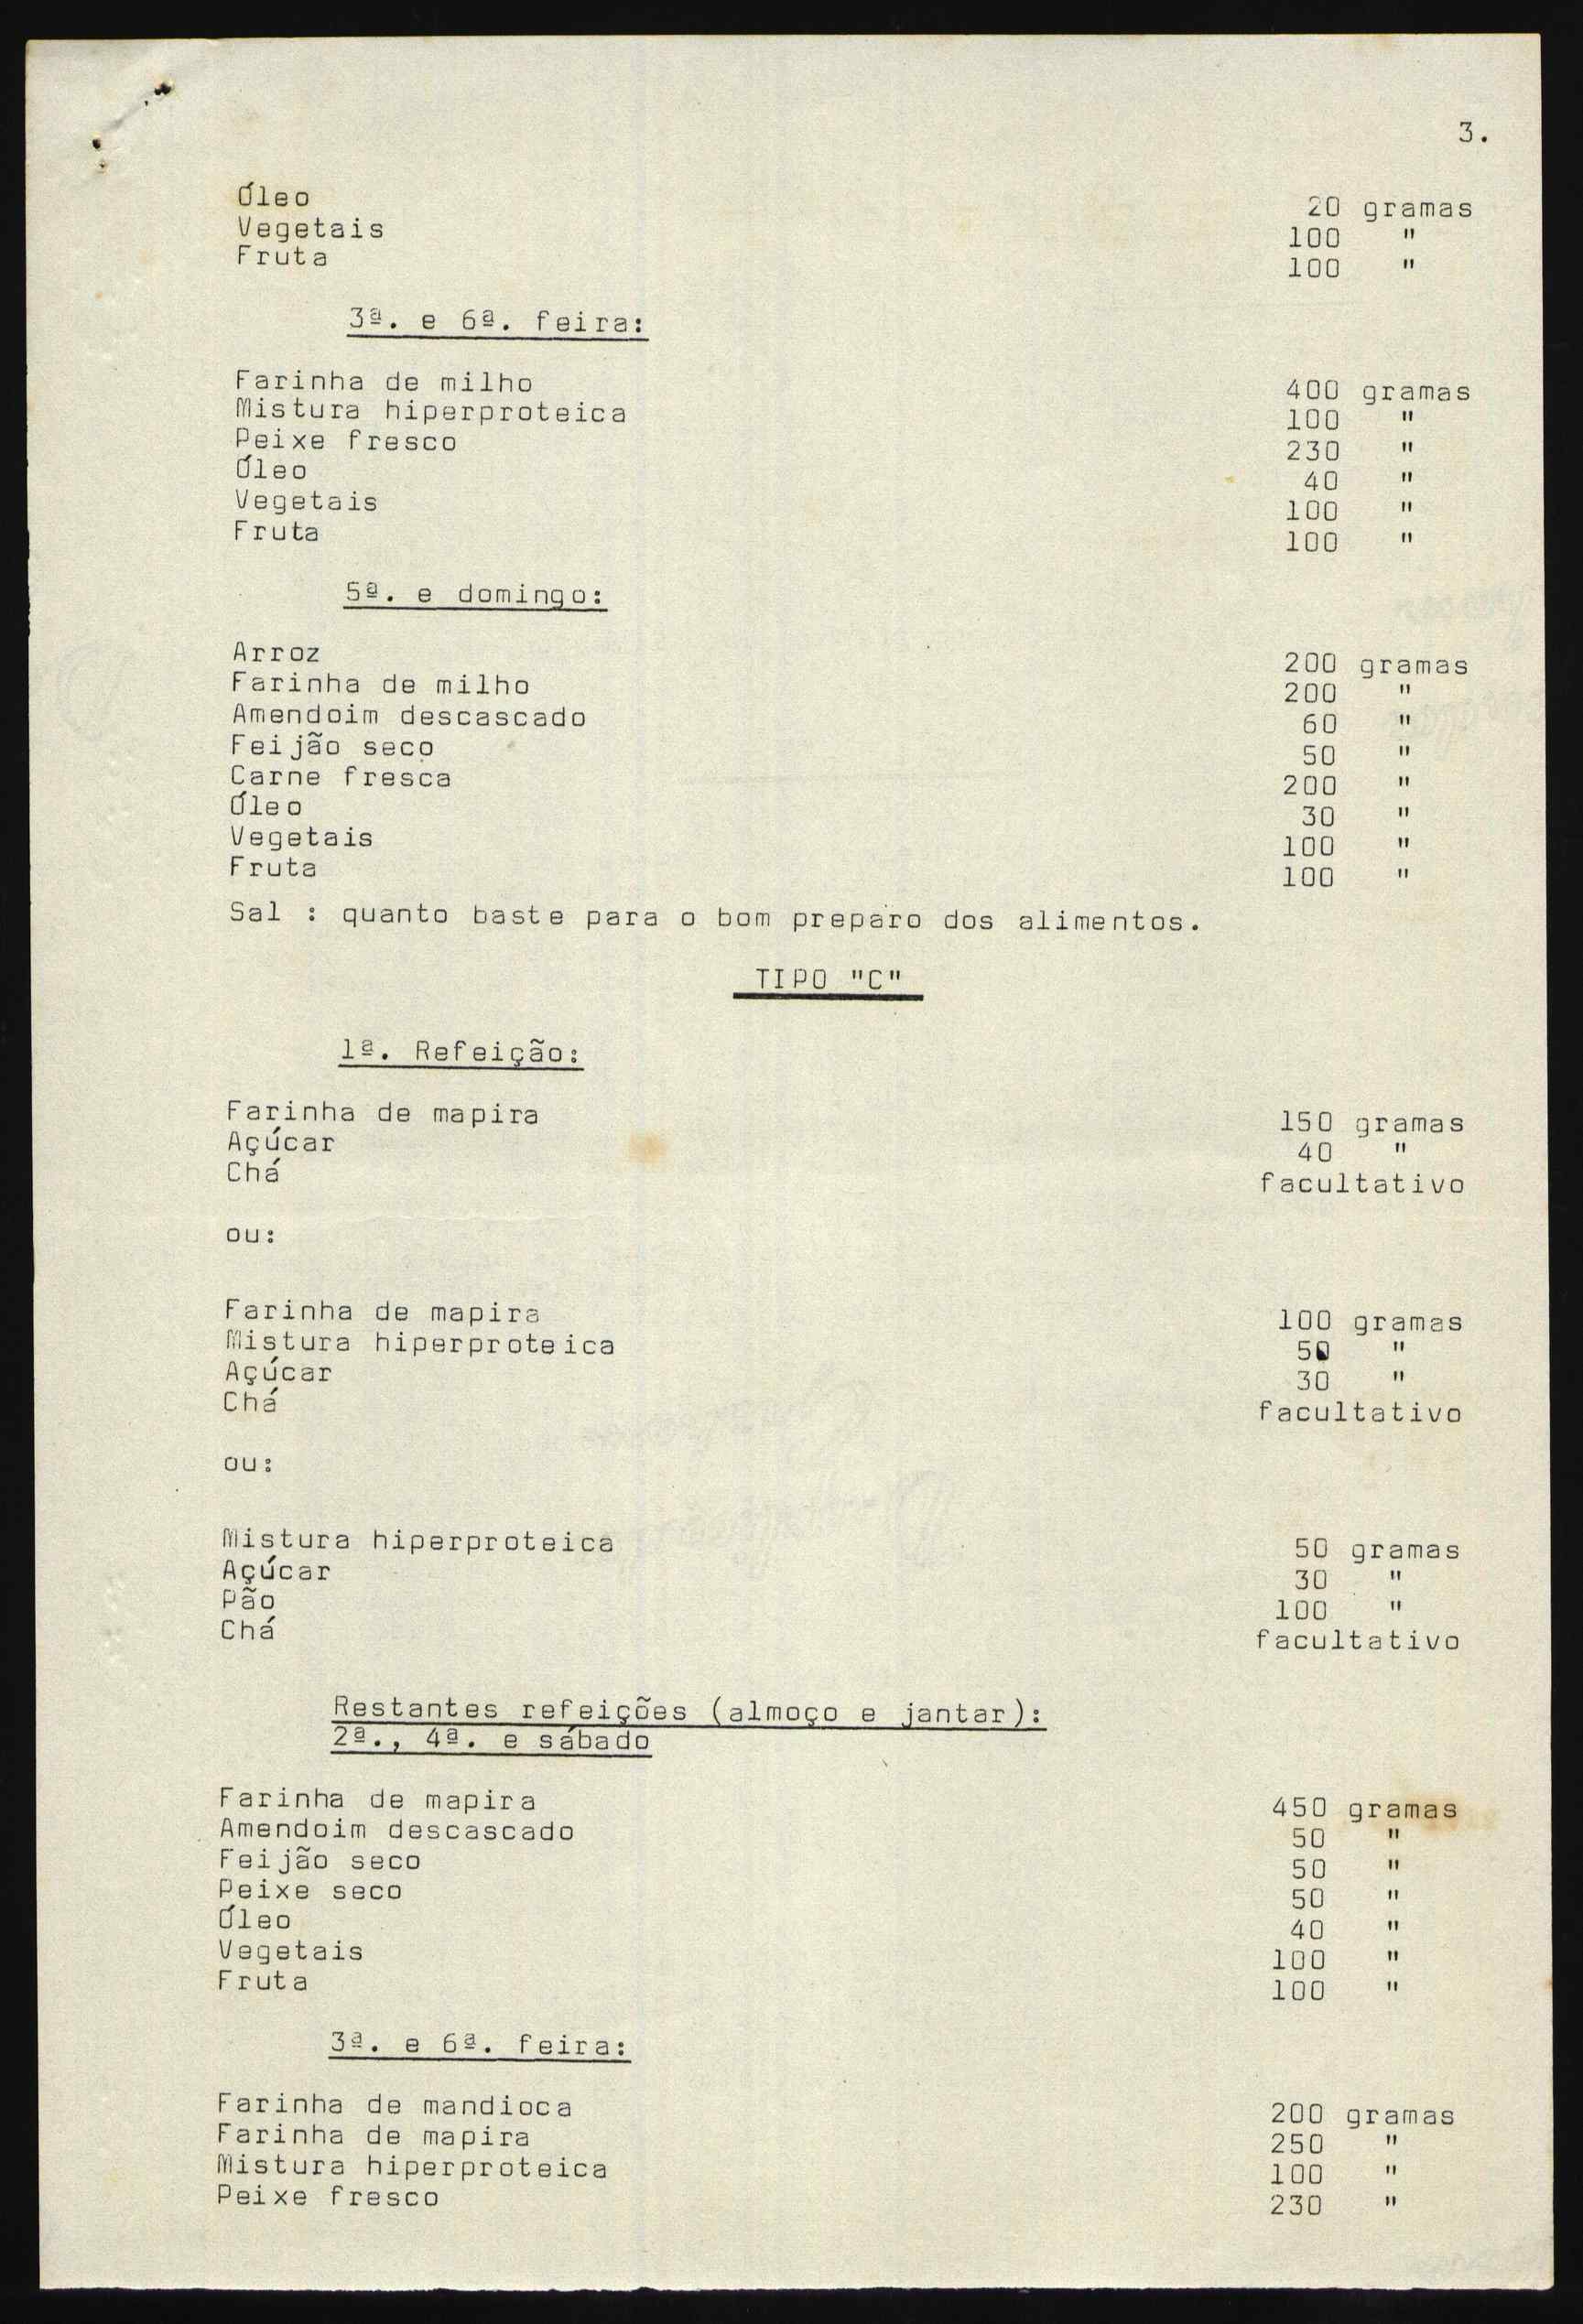 3.
Óleo 20 gramas
Vegetais 100 "
Fruta 100 "
3ª. e 6ª. feira:
Farinha de milho 400 gramas
Mistura hiperproteica 100 "
Peixe fresco 230 "
Óleo 40 "
Vegetais 100 "
Fruta 100 "
5ª. e domingo:
Arroz 200 gramas
Farinha de milho 200 "
Amendoim descascado 60 "
Feijão seco 50 "
Carne fresca 200 "
Óleo 30 "
Vegetais 100 "
Fruta 100 "
Sal : quanto baste para o bom preparo dos alimentos.
TIPO "C"
1ª. Refeição:
Farinha de mapira 150 gramas
Açúcar 40 "
Chá facultativo
ou:
Farinha de mapira 100 gramas
Mistura hiperproteica 50 "
Açúcar 30 "
Chá facultativo
ou:
Mistura hiperproteica 50 gramas
Açúcar 30 "
Pão 100 "
Chá facultativo
Restantes refeições (almoço e jantar):
2ª., 4ª. e sábado
Farinha de mapira 450 gramas
Amendoim descascado 50 "
Feijão seco 50 "
Peixe seco 50 "
Óleo 40 "
Vegetais 100 "
Fruta 100 "
3ª. e 6ª. feira:
Farinha de mandioca 200 gramas
Farinha de mapira 250 "
Mistura hiperproteica 100 "
Peixe fresco 230 "